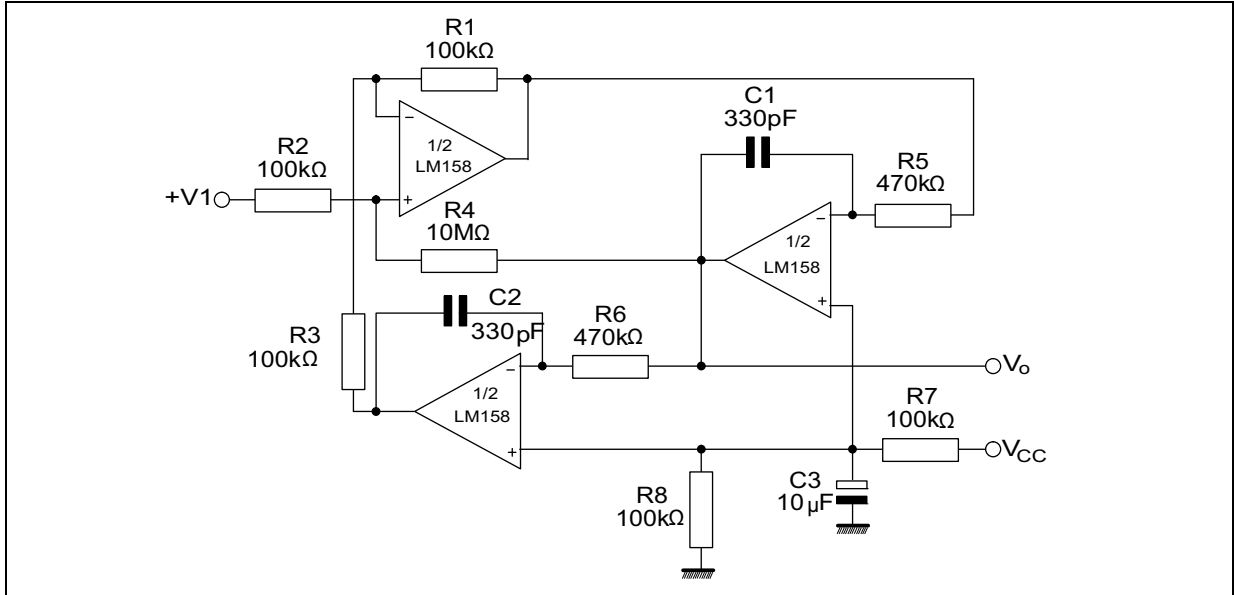 R1
100kΩ
C1
330pF
1/2
LM158
R2
100kΩ
R5
470kΩ
+V1
R4
10MΩ
1/2
LM158
C2
330pF
R6
470kΩ
R3
100kΩ
Vo
1/2
LM158
R7
100kΩ
VCC
R8
100kΩ
C3
10µF